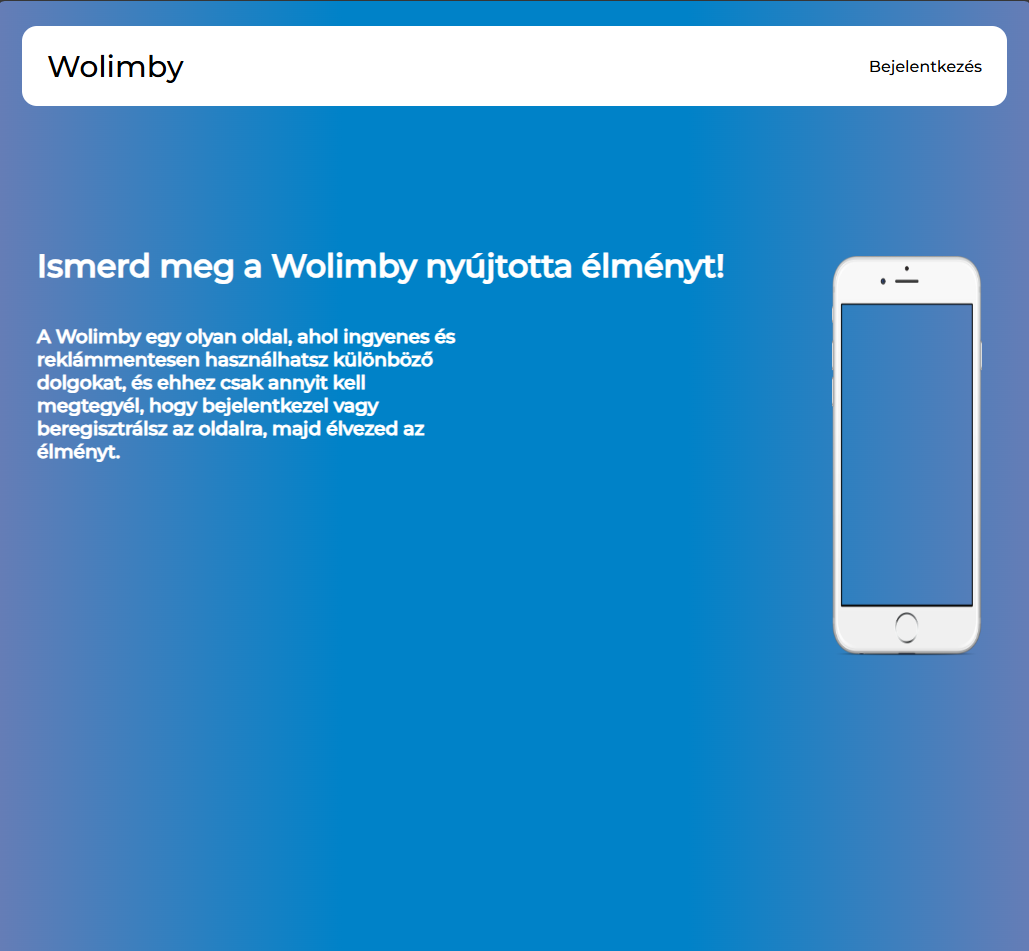 Wolimby
Bejelentkezés
Ismerd meg a Wolimby nyújtotta élményt!
A Wolimby egy olyan oldal, ahol ingyenes és
reklámmentesen használhatsz különböző
dolgokat, és ehhez csak annyit kell
megtegyél, hogy bejelentkezel vagy
beregisztrálsz az oldalra, majd élvezed az
élményt.